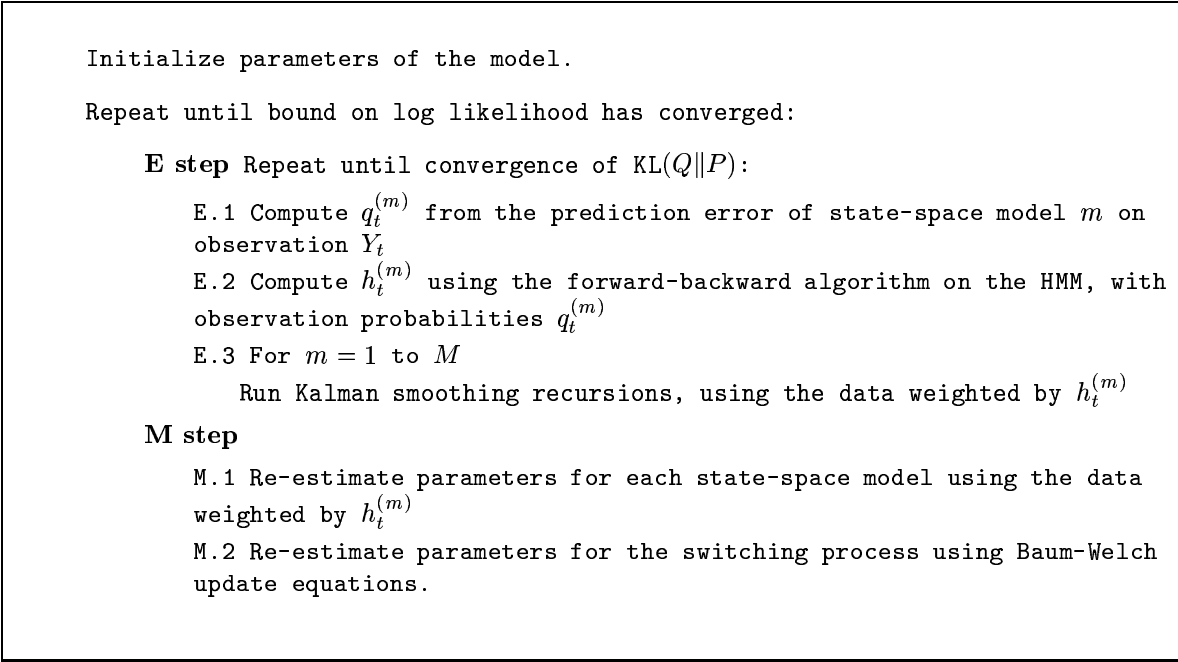 Initialize parameters of the model.
Repeat until bound on log likelihood has converged:
E step Repeat until convergence of KL$(Q \| P)$:
E.1 Compute $q_t^{(m)}$ from the prediction error of state-space model $m$ on
observation $Y_t$
E.2 Compute $h_t^{(m)}$ using the forward-backward algorithm on the HMM, with
observation probabilities $q_t^{(m)}$
E.3 For $m = 1$ to $M$
Run Kalman smoothing recursions, using the data weighted by $h_t^{(m)}$
M step
M.1 Re-estimate parameters for each state-space model using the data
weighted by $h_t^{(m)}$
M.2 Re-estimate parameters for the switching process using Baum-Welch
update equations.